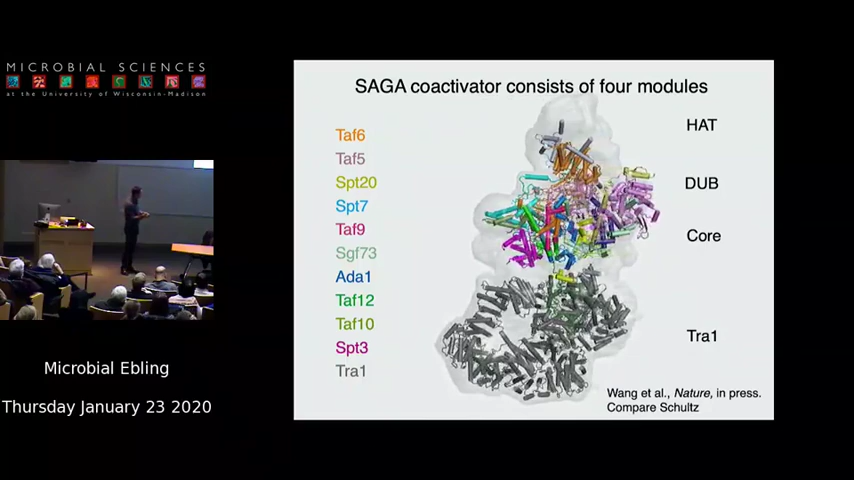 MICROBIAL SCIENCES
at the University of Wisconsin-Madison
Microbial Ebling
Thursday January 23 2020
SAGA coactivator consists of four modules
Taf6
Taf5
Spt20
Spt7
Taf9
Sgf73
Ada1
Taf12
Taf10
Spt3
Tra1
HAT
DUB
Core
Tra1
Wang et al., Nature, in press.
Compare Schultz